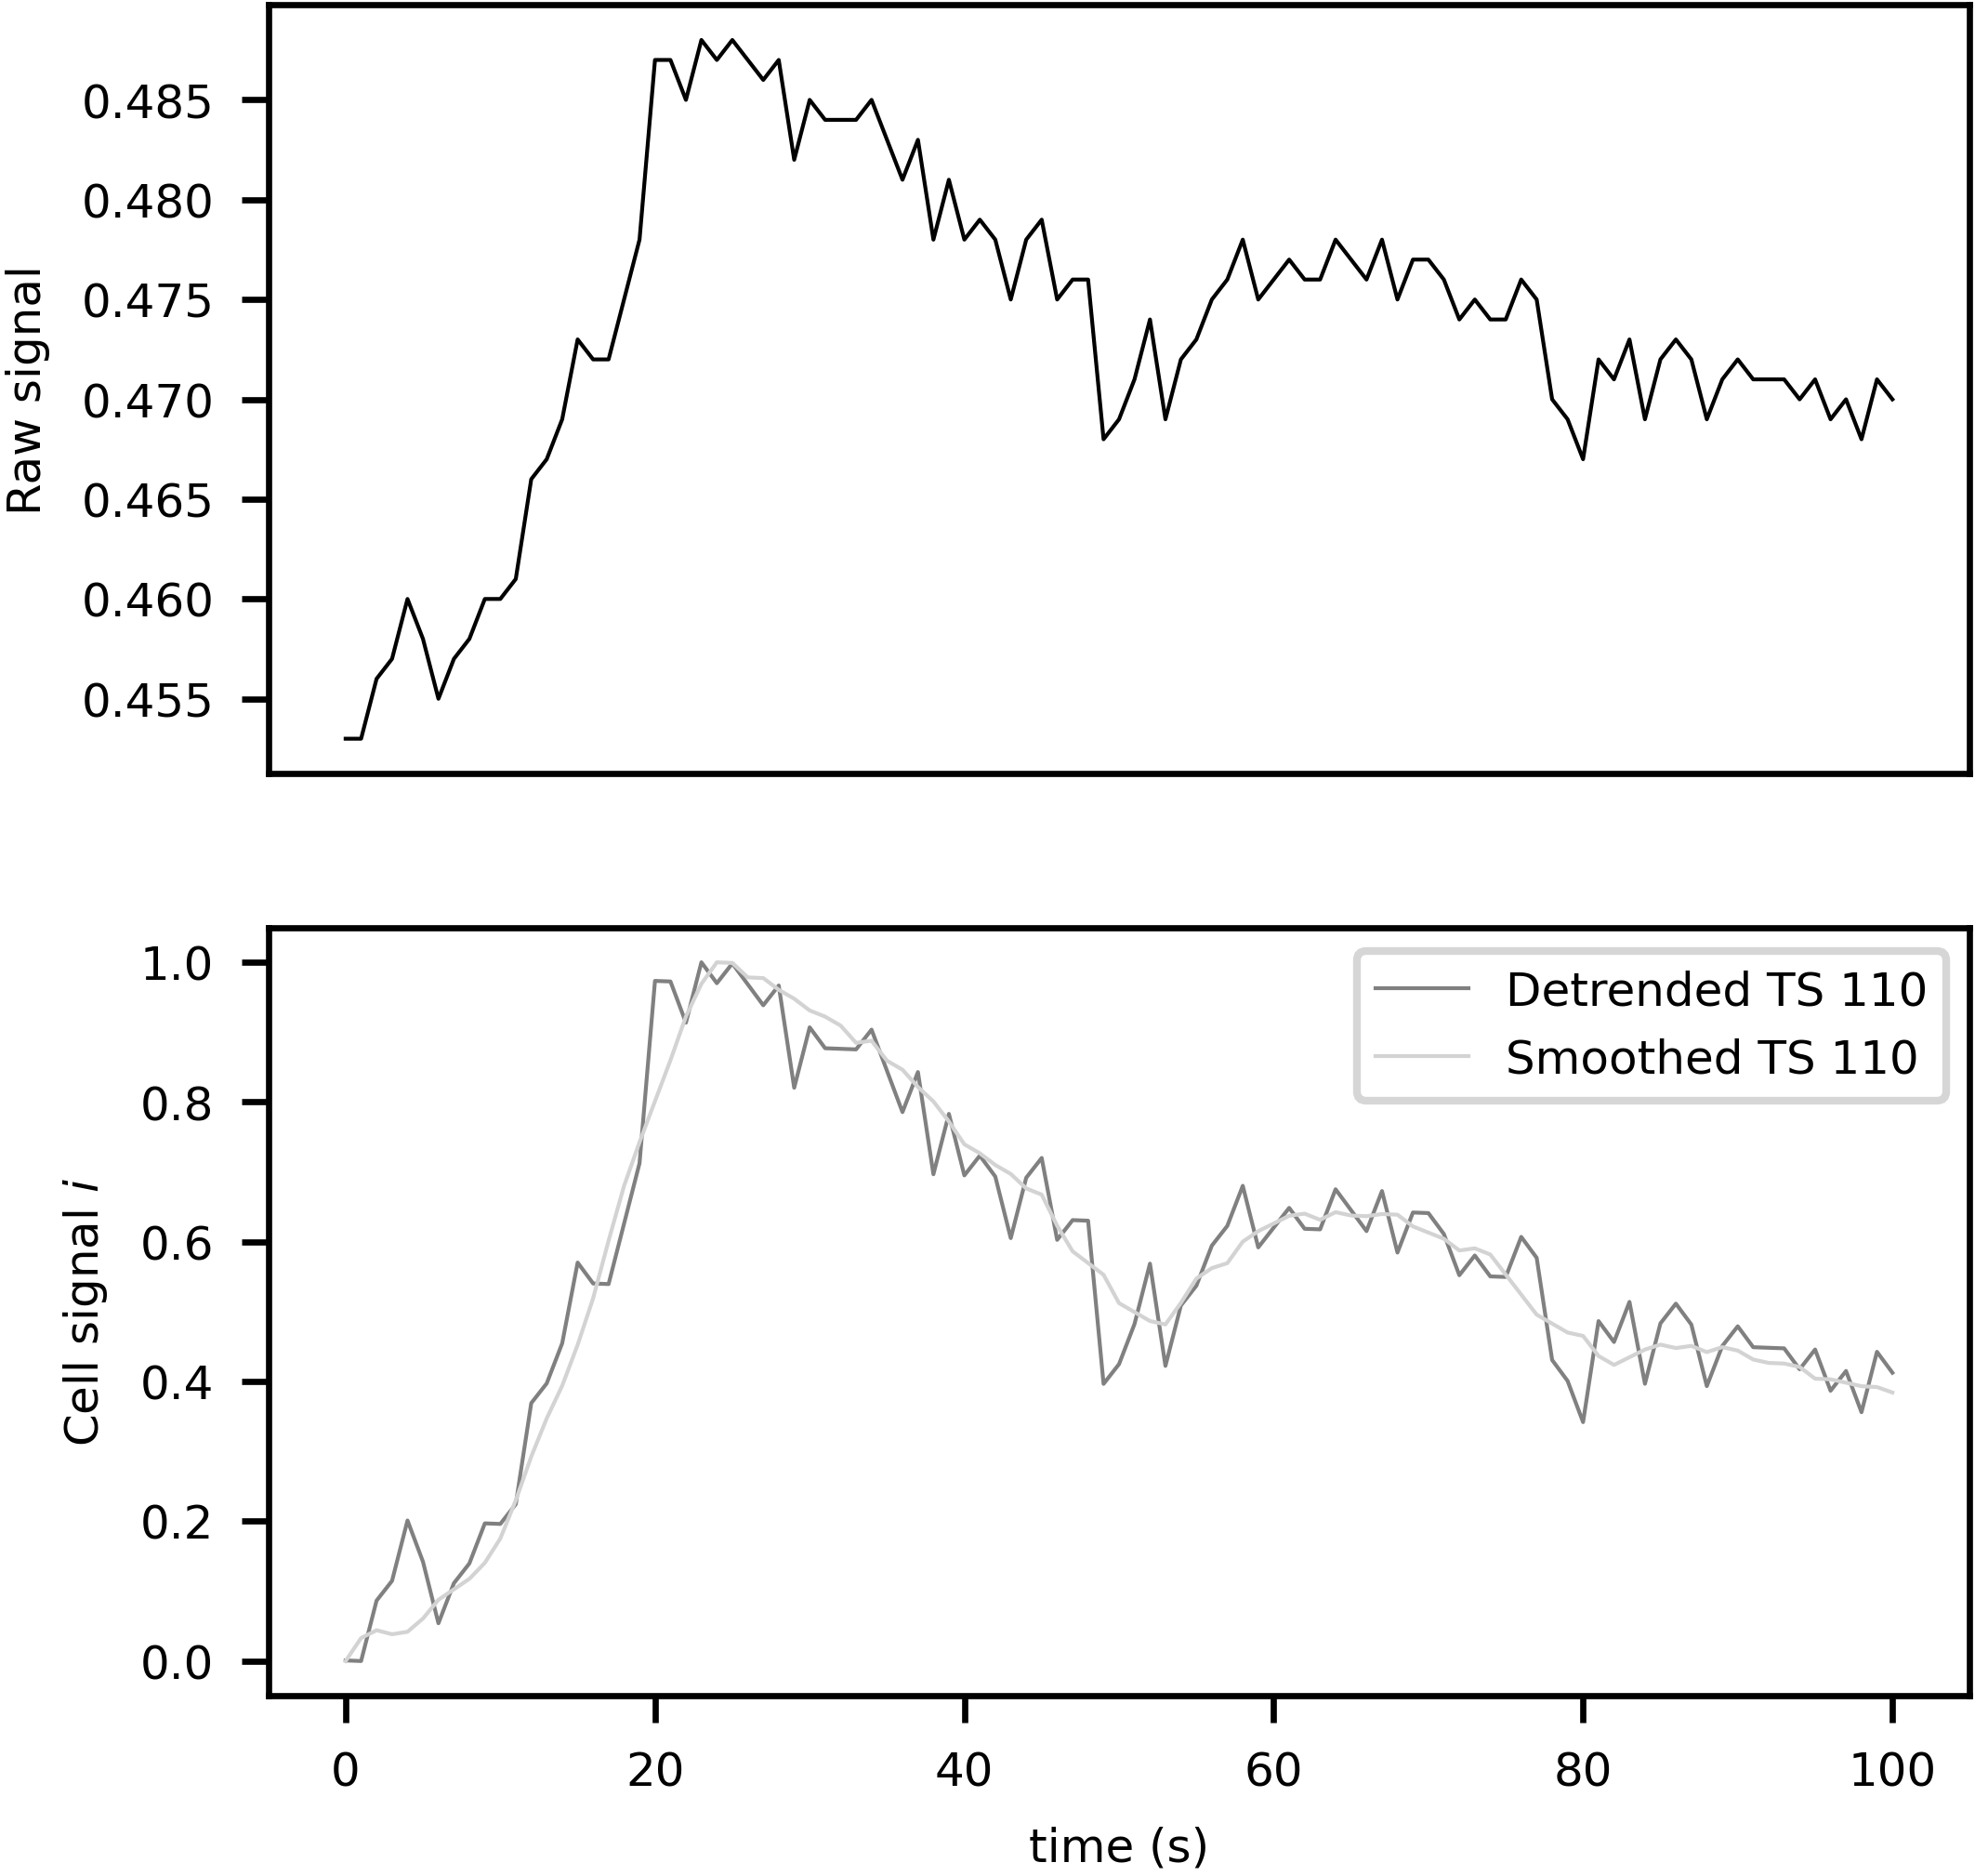 Raw signal
0.485
0.480
0.475
0.470
0.465
0.460
0.455
Cell signal i
1.0
0.8
0.6
0.4
0.2
0.0
Detrended TS 110
Smoothed TS 110
0 20 40 60 80 100
time (s)